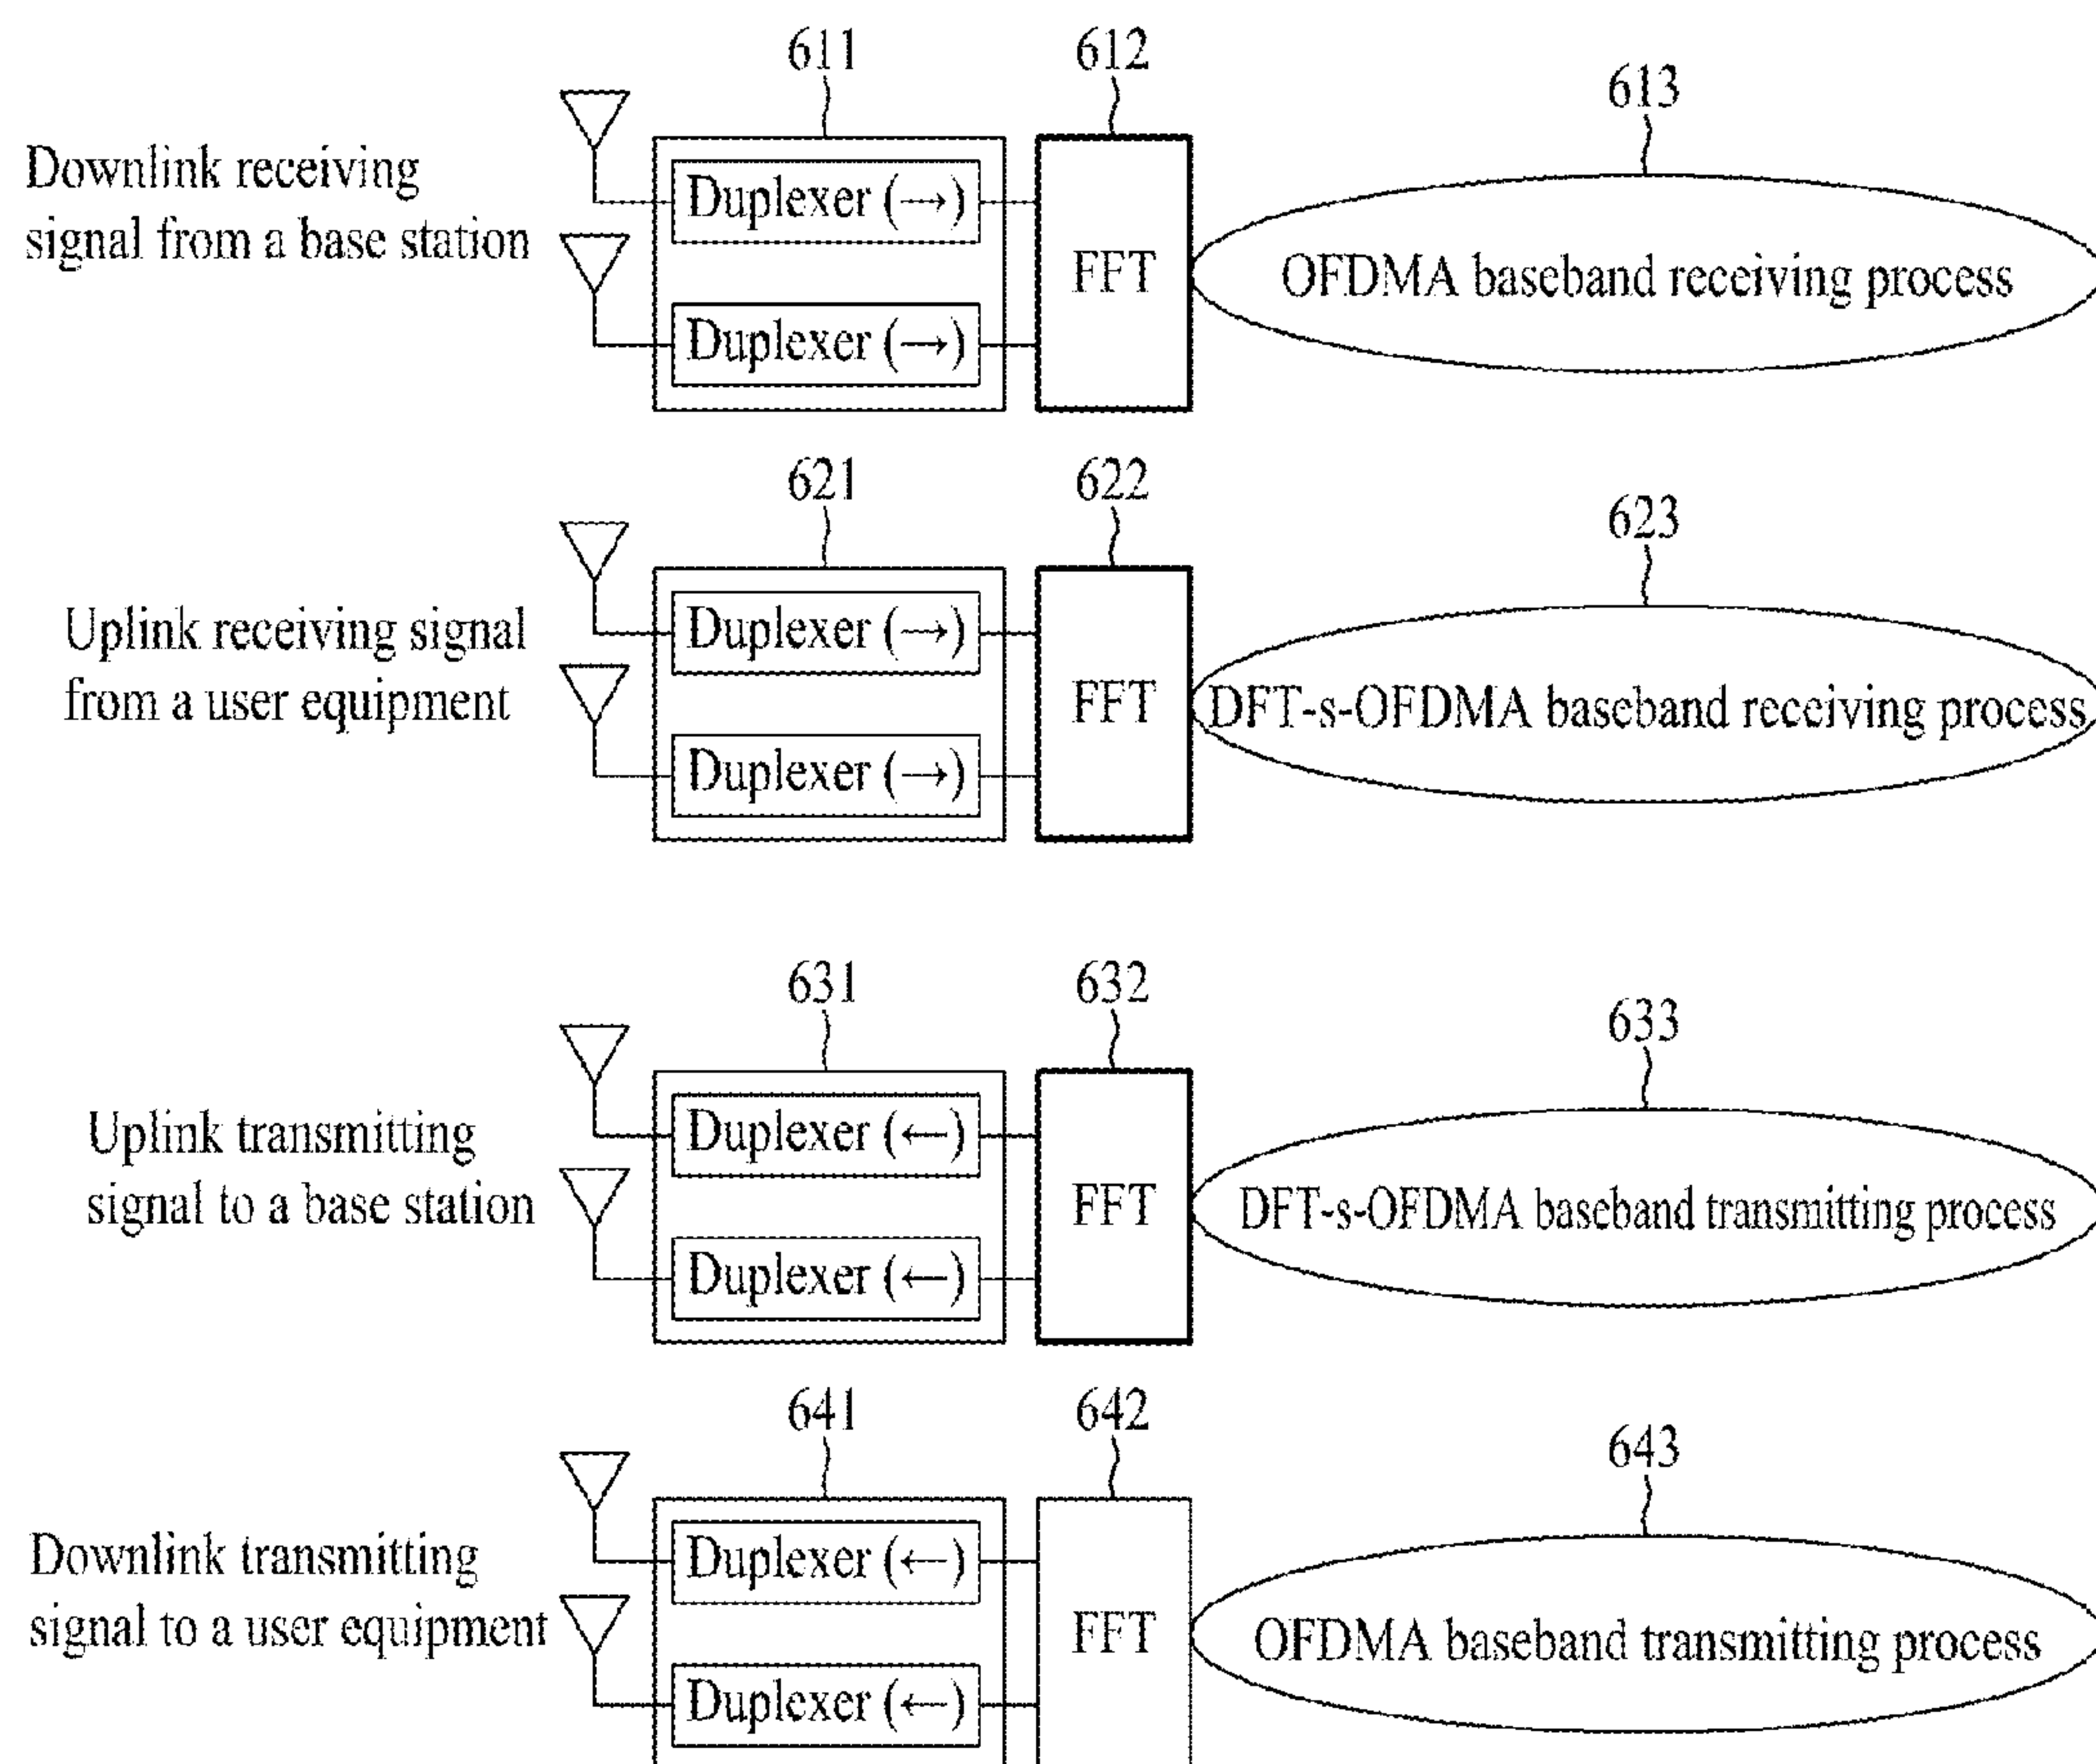 611
612
613
Downlink receiving
signal from a base station
Duplexer (→)
Duplexer (→)
FFT
OFDMA baseband receiving process
621
622
623
Uplink receiving signal
from a user equipment
Duplexer (→)
Duplexer (→)
FFT
DFT-s-OFDMA baseband receiving process
631
632
633
Uplink transmitting
signal to a base station
Duplexer (←)
Duplexer (←)
FFT
DFT-s-OFDMA baseband transmitting process
641
642
643
Downlink transmitting
signal to a user equipment
Duplexer (←)
Duplexer (←)
FFT
OFDMA baseband transmitting process